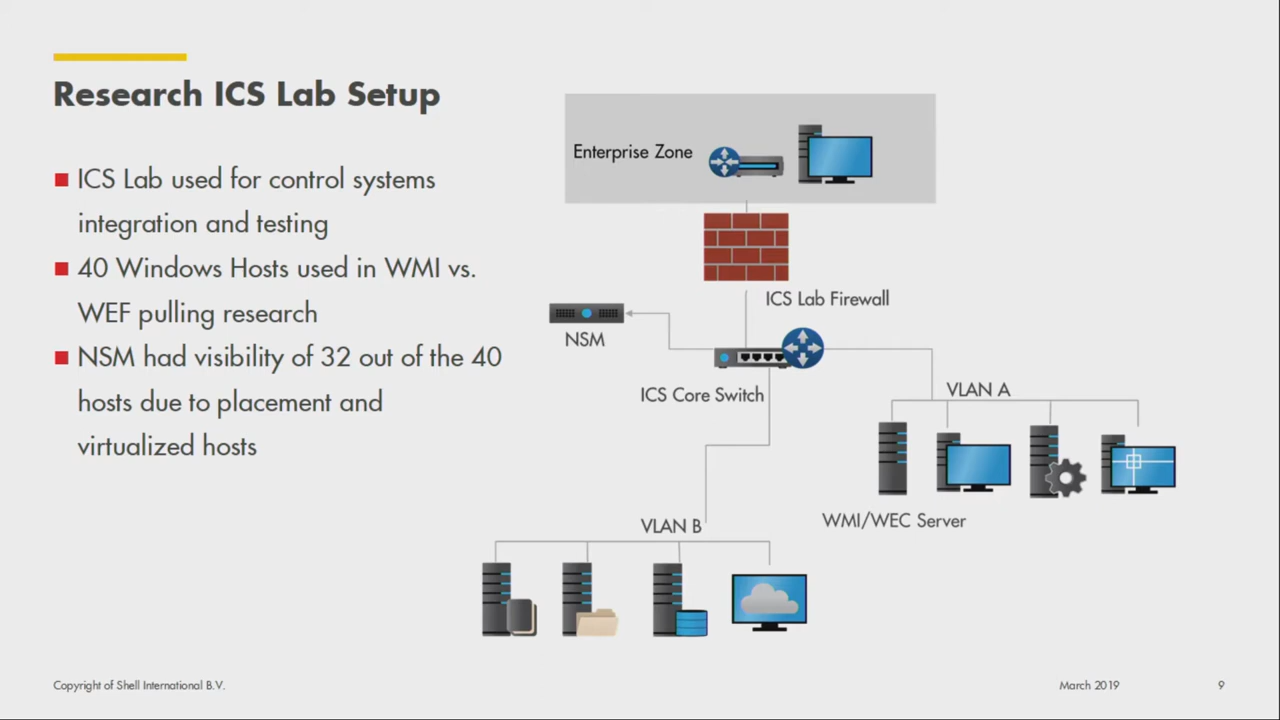 Research ICS Lab Setup
ICS Lab used for control systems
integration and testing
40 Windows Hosts used in WMI vs.
WEF pulling research
NSM had visibility of 32 out of the 40
hosts due to placement and
virtualized hosts
Enterprise Zone
ICS Lab Firewall
NSM
ICS Core Switch
VLAN A
WMI/WEC Server
VLAN B
Copyright of Shell International B.V.
March 2019
9